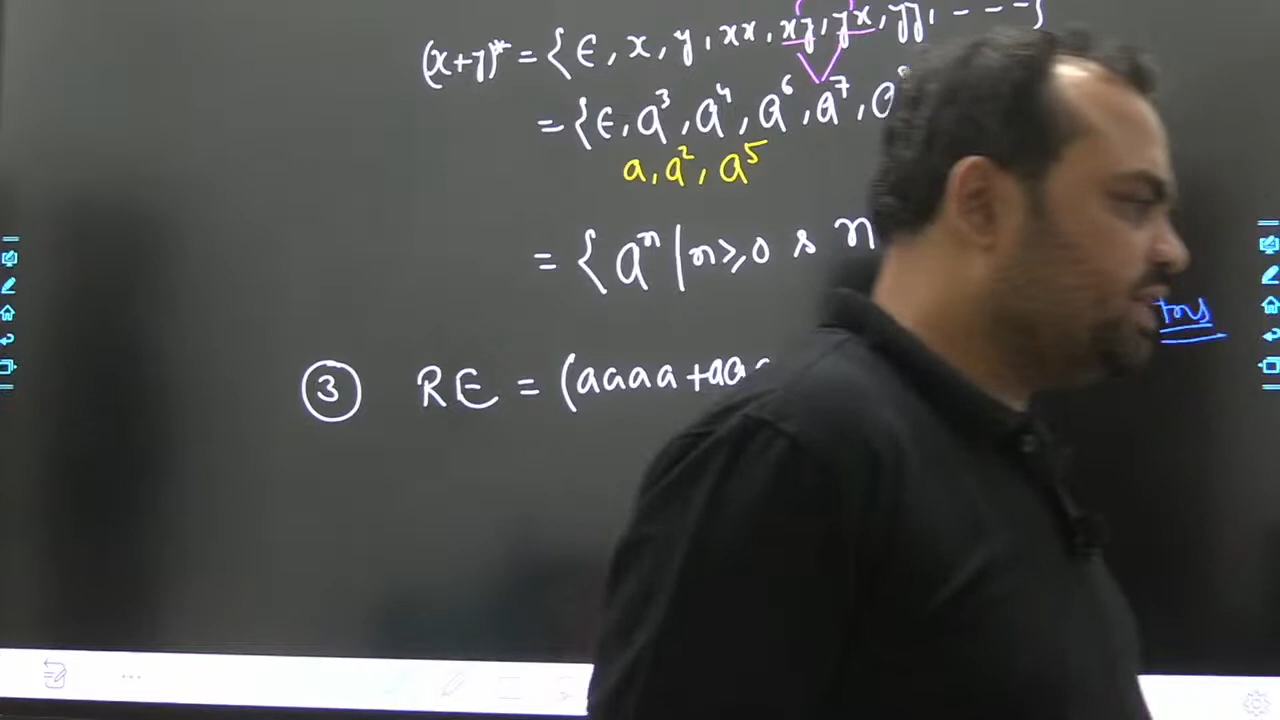 (x+y)* = {ϵ, x, y, xx, xy, yx, yy, - - - }
= {ϵ, a³, a⁴, a⁶, a⁷,
a, a², a⁵
= { aⁿ | n ≥ 0 & n
③ RE = (aaaa + aa